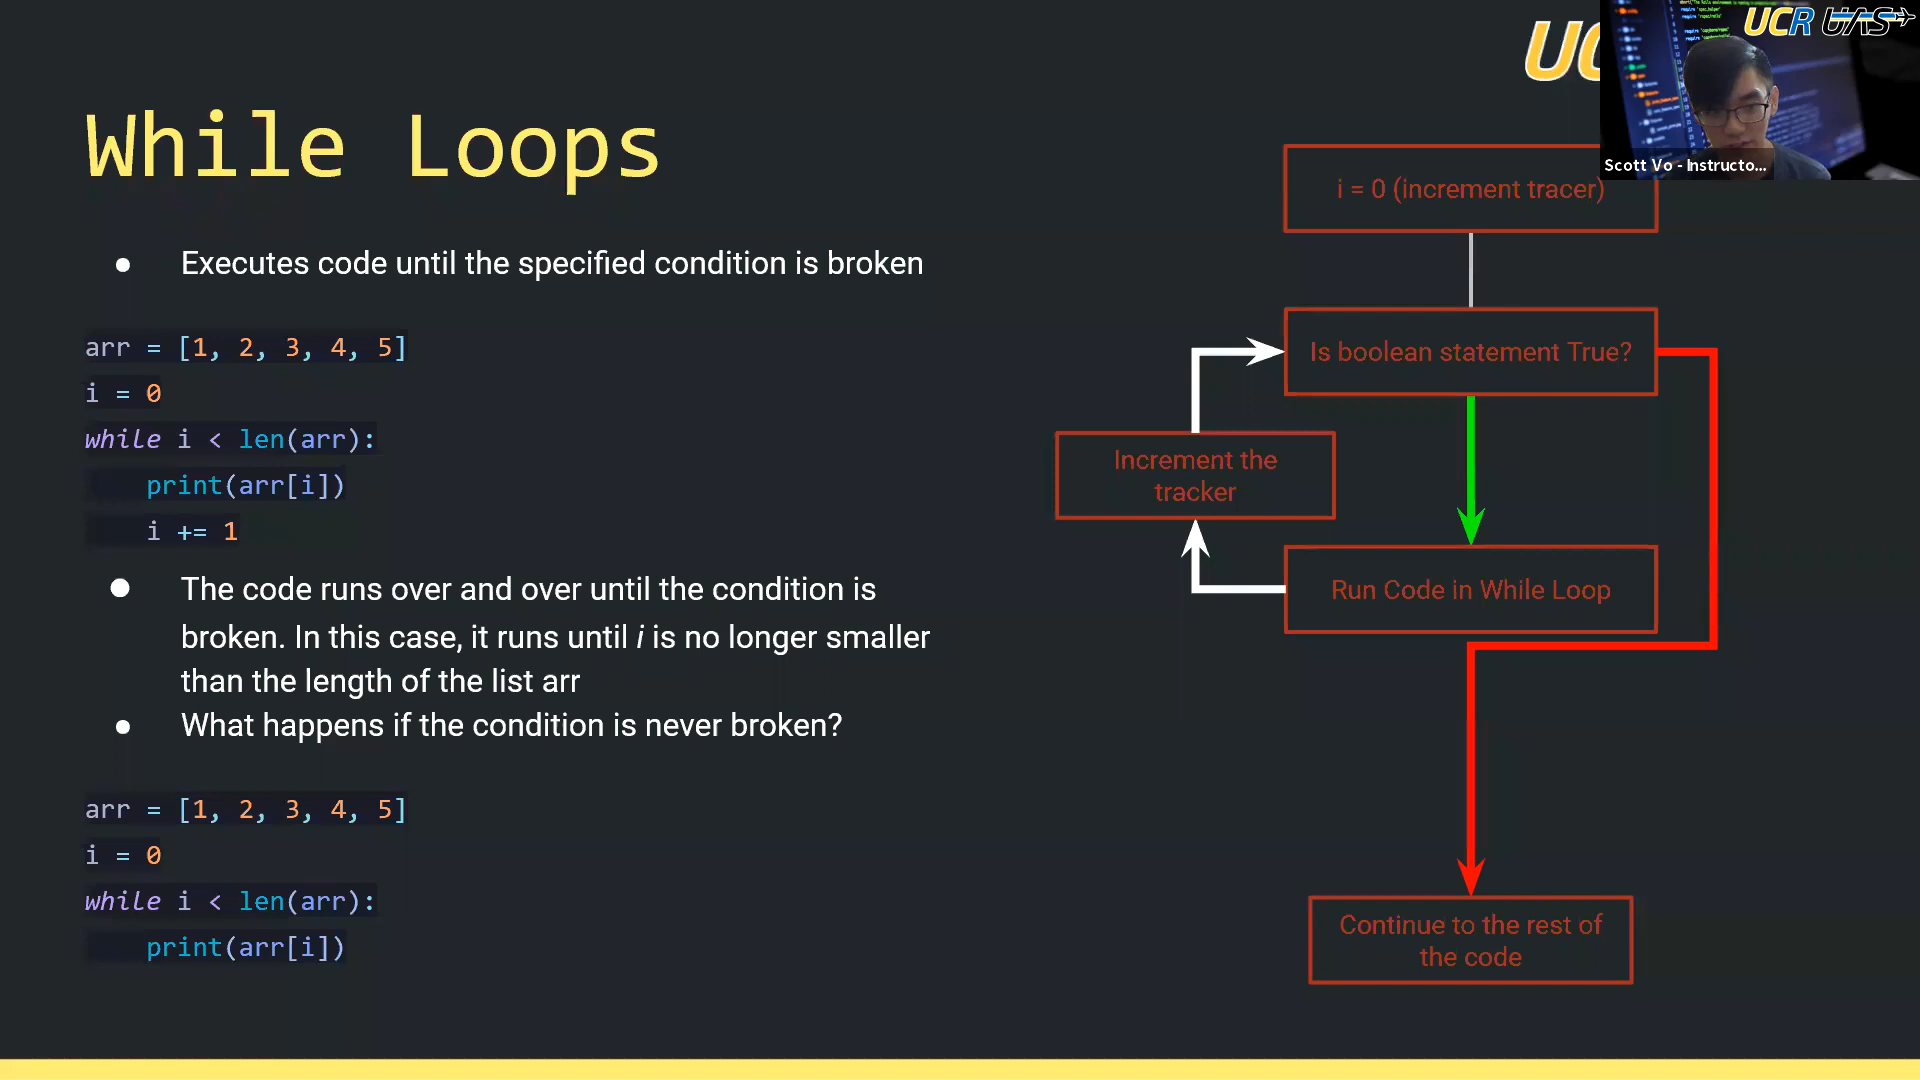 While Loops
● Executes code until the specified condition is broken
arr = [1, 2, 3, 4, 5]
i = 0
while i < len(arr):
    print(arr[i])
    i += 1
● The code runs over and over until the condition is
broken. In this case, it runs until i is no longer smaller
than the length of the list arr
● What happens if the condition is never broken?
arr = [1, 2, 3, 4, 5]
i = 0
while i < len(arr):
    print(arr[i])
UC
UCR UAS
Scott Vo - Instructo...
i = 0 (increment tracer)
Is boolean statement True?
Increment the
tracker
Run Code in While Loop
Continue to the rest of
the code